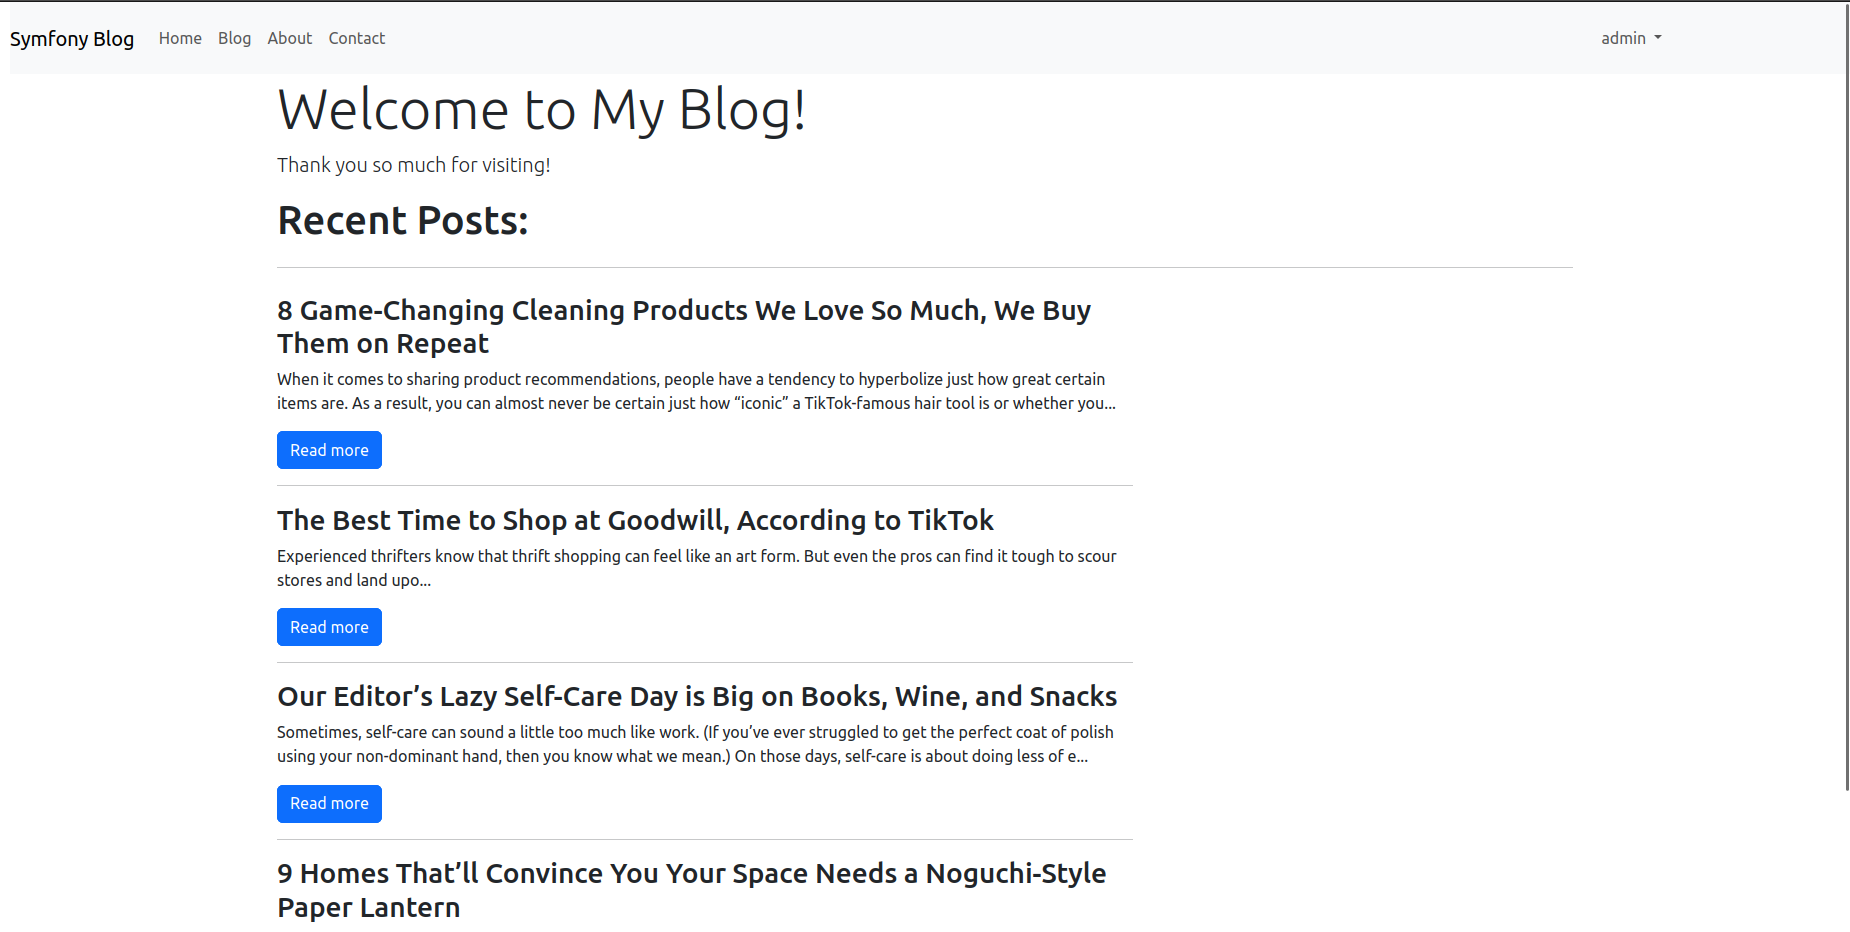 Symfony Blog Home Blog About Contact admin
Welcome to My Blog!
Thank you so much for visiting!
Recent Posts:
8 Game-Changing Cleaning Products We Love So Much, We Buy
Them on Repeat
When it comes to sharing product recommendations, people have a tendency to hyperbolize just how great certain
items are. As a result, you can almost never be certain just how “iconic” a TikTok-famous hair tool is or whether you...
Read more
The Best Time to Shop at Goodwill, According to TikTok
Experienced thrifters know that thrift shopping can feel like an art form. But even the pros can find it tough to scour
stores and land upo...
Read more
Our Editor’s Lazy Self-Care Day is Big on Books, Wine, and Snacks
Sometimes, self-care can sound a little too much like work. (If you’ve ever struggled to get the perfect coat of polish
using your non-dominant hand, then you know what we mean.) On those days, self-care is about doing less of e...
Read more
9 Homes That’ll Convince You Your Space Needs a Noguchi-Style
Paper Lantern